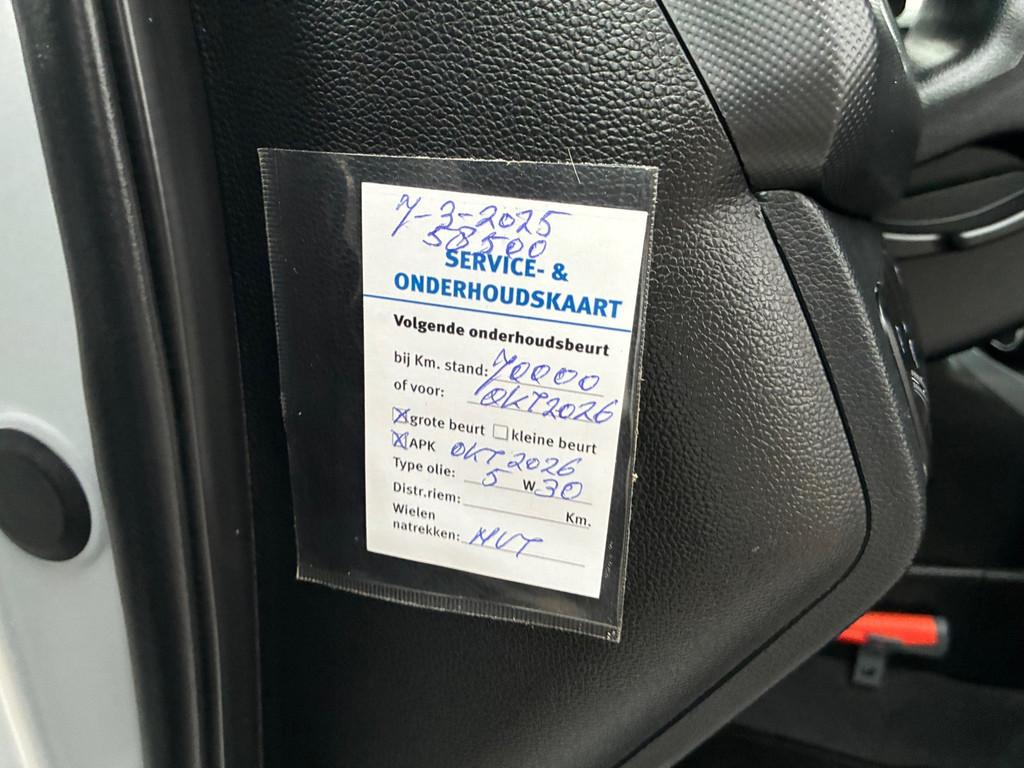 7-3-2025
58500
SERVICE- &
ONDERHOUDSKAART
Volgende onderhoudsbeurt
bij Km. stand: 70000
of voor: OKT 2026
grote beurt kleine beurt
APK OKT 2026
Type olie: 5 W 30
Distr.riem: Km.
Wielen
natrekken: NVT